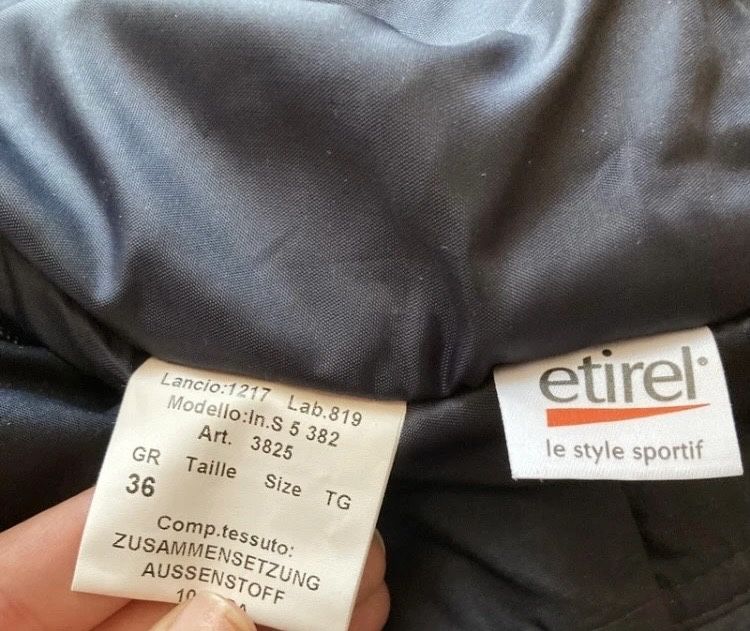 Lancio:1217 Lab.819
Modello:In.S 5 382
Art. 3825
GR Taille Size TG
36
Comp.tessuto:
ZUSAMMENSETZUNG
AUSSENSTOFF
etirel
le style sportif